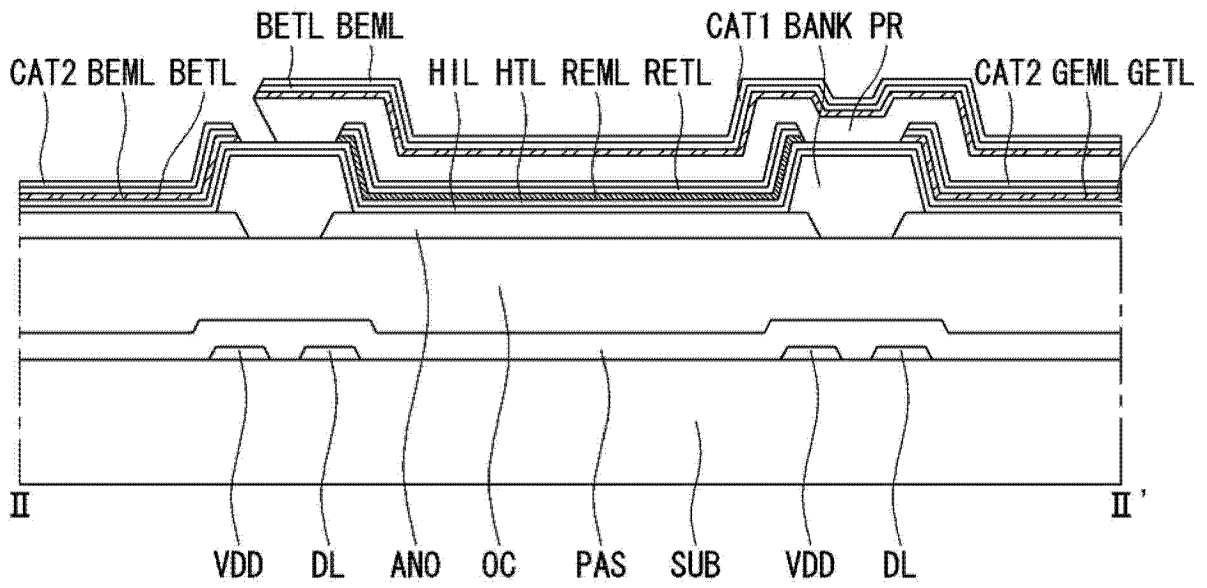 BETL BEML CAT1 BANK PR
CAT2 BEML BETL HIL HTL REML RETL CAT2 GEML GETL
II II'
VDD DL ANO OC PAS SUB VDD DL